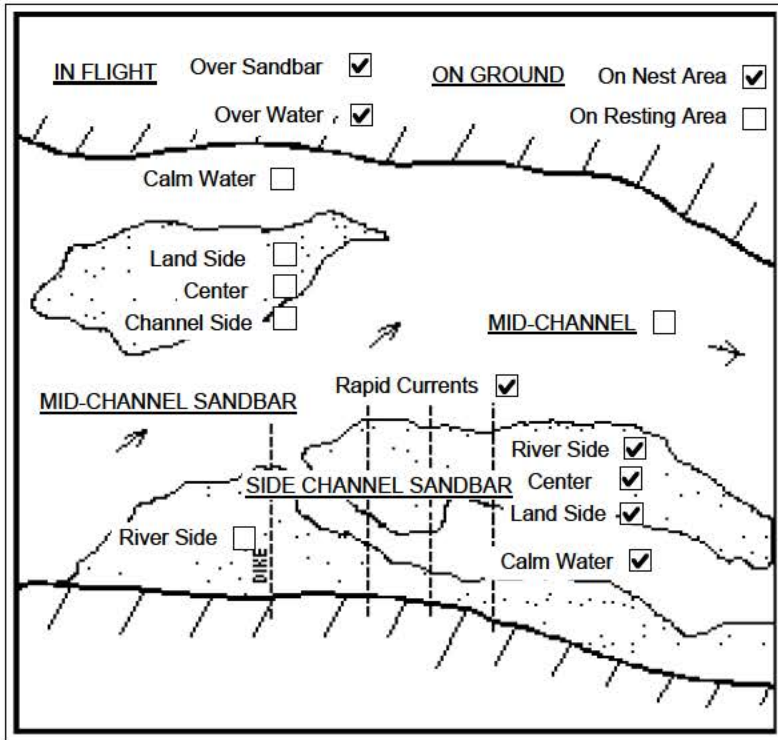 IN FLIGHT Over Sandbar ON GROUND On Nest Area
Over Water On Resting Area
Calm Water
Land Side
Center
Channel Side
MID-CHANNEL
Rapid Currents
MID-CHANNEL SANDBAR
River Side
SIDE CHANNEL SANDBAR Center
Land Side
River Side
DIKE
Calm Water